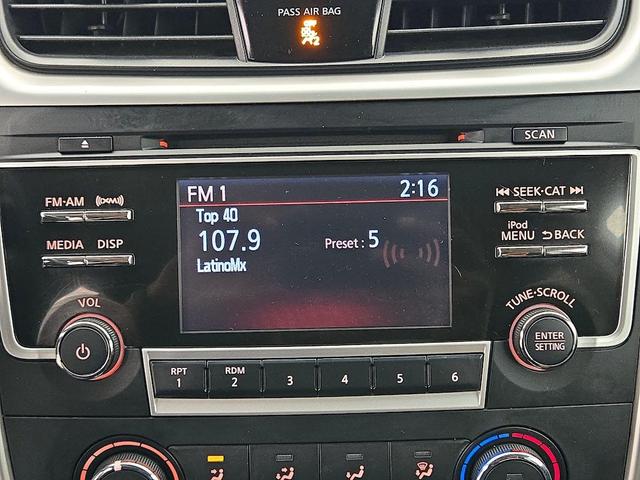 PASS AIR BAG
2
SCAN
FM·AM
MEDIA DISP
FM 1 2:16
Top 40
107.9 Preset : 5
LatinoMx
SEEK·CAT
iPod
MENU BACK
VOL
TUNE·SCROLL
ENTER
SETTING
RPT
1
RDM
2
3
4
5
6